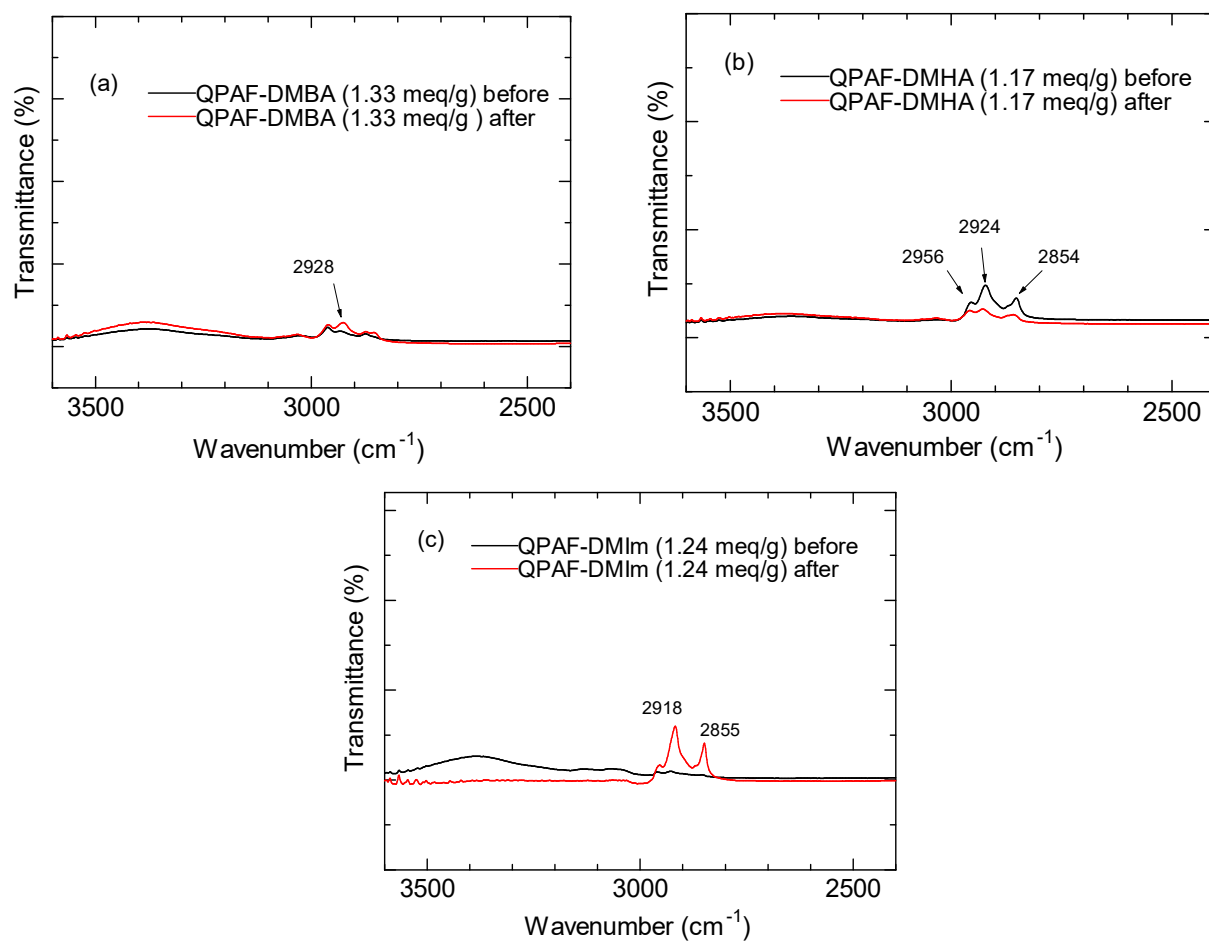 (a)
QPAF-DMBA (1.33 meq/g) before
QPAF-DMBA (1.33 meq/g ) after
Transmittance (%)
2928
3500
3000
2500
Wavenumber (cm⁻¹)
(b)
QPAF-DMHA (1.17 meq/g) before
QPAF-DMHA (1.17 meq/g) after
Transmittance (%)
2924
2956
2854
3500
3000
2500
Wavenumber (cm⁻¹)
(c)
QPAF-DMIm (1.24 meq/g) before
QPAF-DMIm (1.24 meq/g) after
Transmittance (%)
2918
2855
3500
3000
2500
Wavenumber (cm⁻¹)